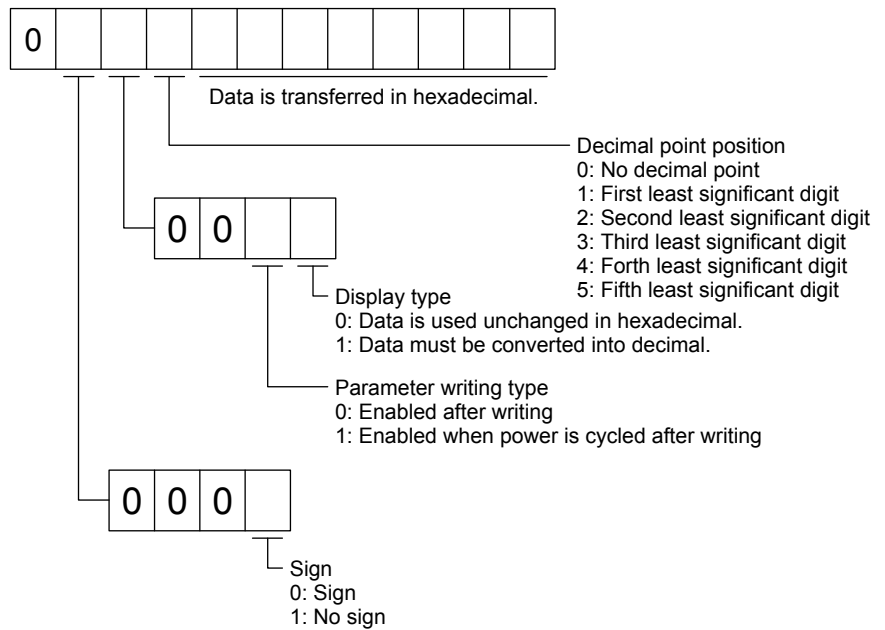 0
Data is transferred in hexadecimal.
Decimal point position
0: No decimal point
1: First least significant digit
2: Second least significant digit
3: Third least significant digit
4: Forth least significant digit
5: Fifth least significant digit
0 0
Display type
0: Data is used unchanged in hexadecimal.
1: Data must be converted into decimal.
Parameter writing type
0: Enabled after writing
1: Enabled when power is cycled after writing
0 0 0
Sign
0: Sign
1: No sign